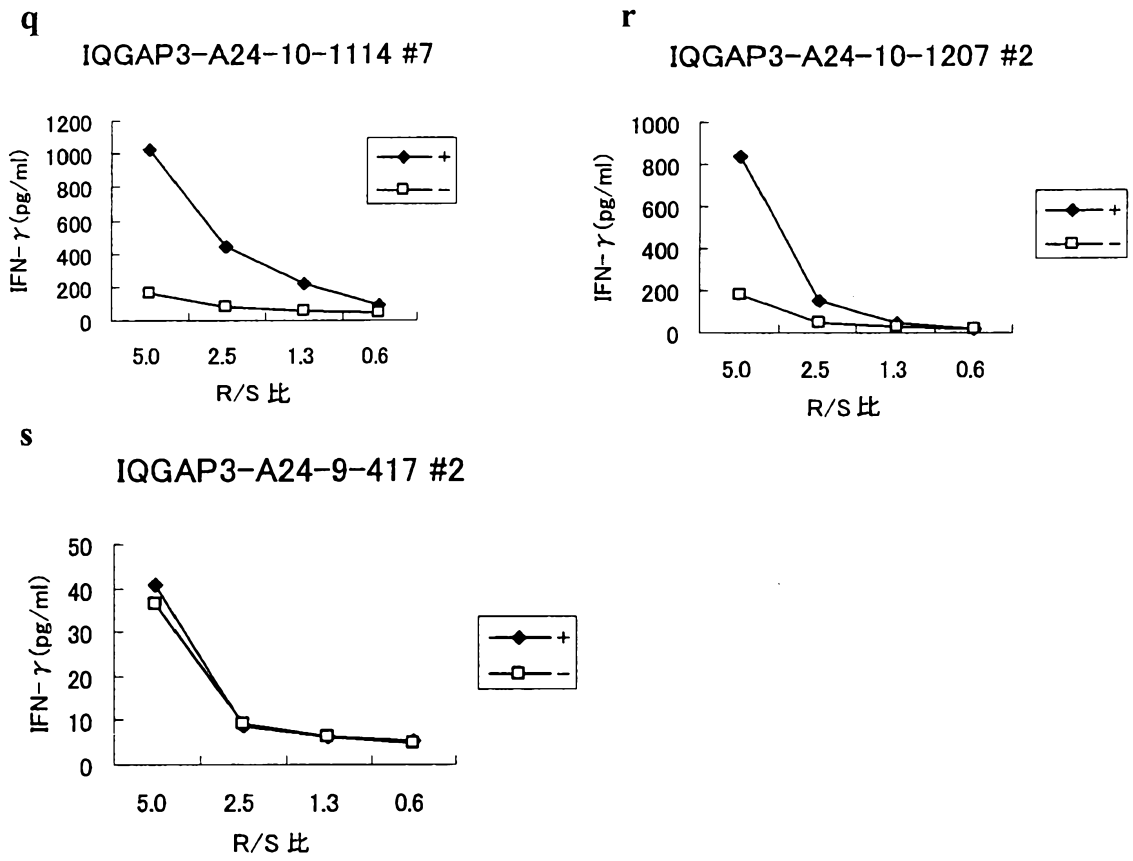 q
IQGAP3-A24-10-1114 #7
IFN-γ(pg/ml)
1200
1000
800
600
400
200
0
5.0 2.5 1.3 0.6
R/S 比
+
−
r
IQGAP3-A24-10-1207 #2
IFN-γ(pg/ml)
1000
800
600
400
200
0
5.0 2.5 1.3 0.6
R/S 比
+
−
s
IQGAP3-A24-9-417 #2
IFN-γ(pg/ml)
50
40
30
20
10
0
5.0 2.5 1.3 0.6
R/S 比
+
−